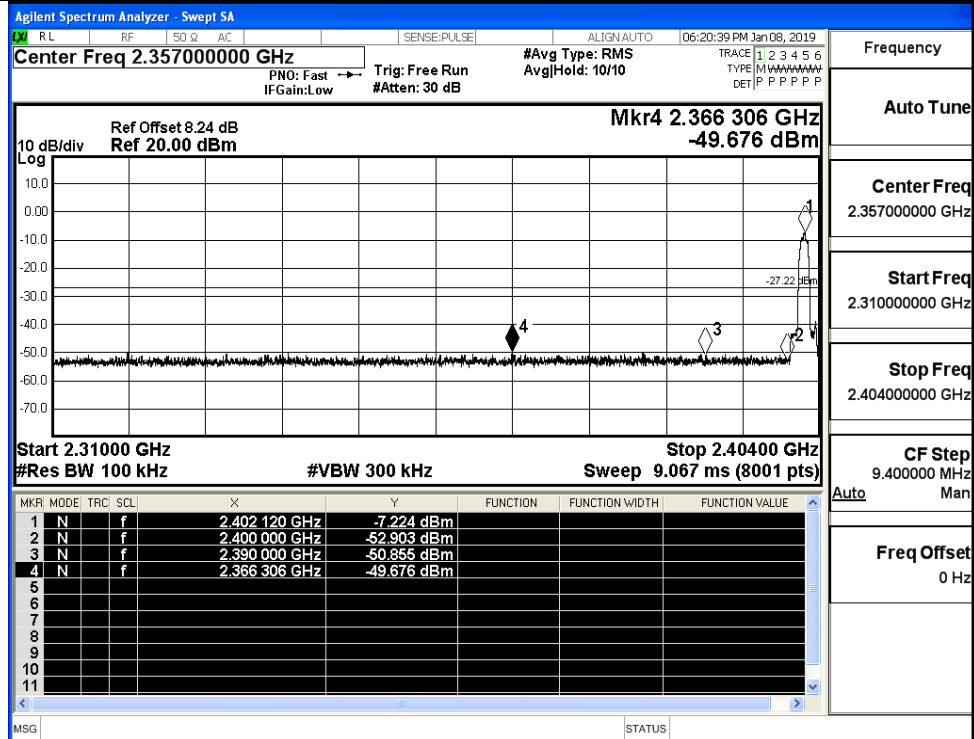 Agilent Spectrum Analyzer - Swept SA
LXI RL RF 50 Ω AC SENSE:PULSE ALIGN AUTO 06:20:39 PM Jan 08, 2019
Center Freq 2.357000000 GHz
PNO: Fast
IFGain:Low
Trig: Free Run
#Atten: 30 dB
#Avg Type: RMS
Avg|Hold: 10/10
TRACE 1 2 3 4 5 6
TYPE M WWWWW
DET P P P P P P
Ref Offset 8.24 dB
10 dB/div Ref 20.00 dBm
Log
Mkr4 2.366 306 GHz
-49.676 dBm
10.0
0.00
-10.0
-20.0
-30.0
-40.0
-50.0
-60.0
-70.0
1
-27.22 dBm
4
3
2
Start 2.31000 GHz Stop 2.40400 GHz
#Res BW 100 kHz #VBW 300 kHz Sweep 9.067 ms (8001 pts)
MKR MODE TRC SCL X Y FUNCTION FUNCTION WIDTH FUNCTION VALUE
1 N f 2.402 120 GHz -7.224 dBm
2 N f 2.400 000 GHz -52.903 dBm
3 N f 2.390 000 GHz -50.855 dBm
4 N f 2.366 306 GHz -49.676 dBm
5
6
7
8
9
10
11
MSG STATUS
Frequency
Auto Tune
Center Freq
2.357000000 GHz
Start Freq
2.310000000 GHz
Stop Freq
2.404000000 GHz
CF Step
9.400000 MHz
Auto Man
Freq Offset
0 Hz